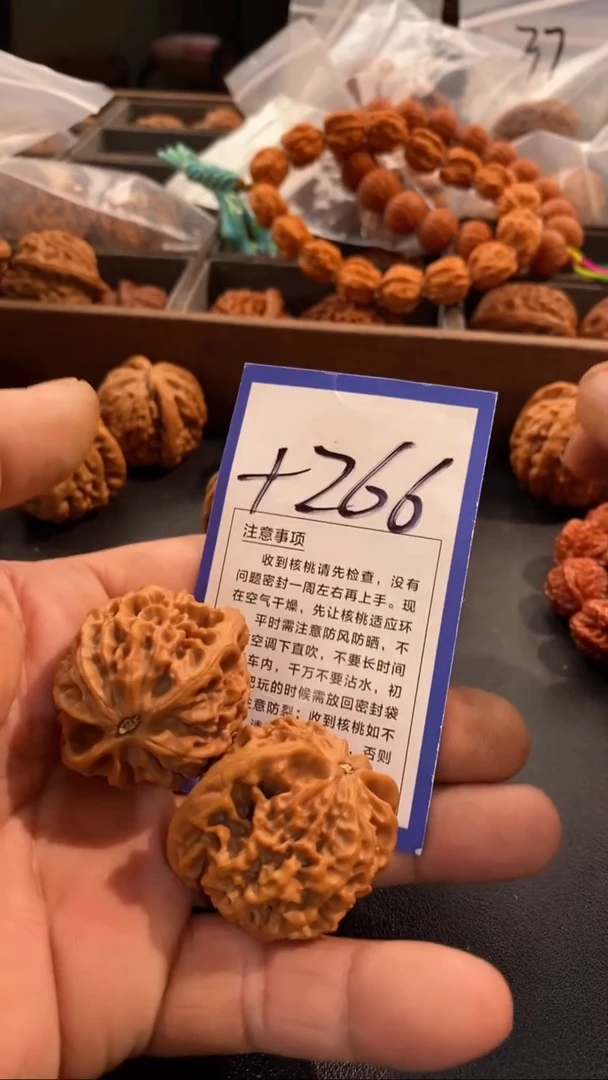 37
+266
注意事项
收到核桃请先检查，没有
问题密封一周左右再上手。现
在空气干燥，先让核桃适应环
平时需注意防风防晒，不
空调下直吹，不要长时间
车内，干万不要沾水，初
把玩的时候需放回密封袋
意防裂；收到核桃如不
否则